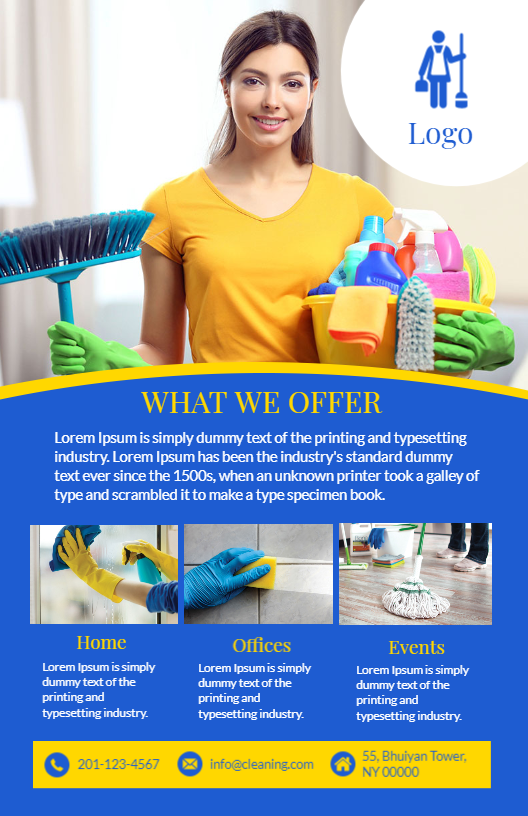 Logo
WHAT WE OFFER
Lorem Ipsum is simply dummy text of the printing and typesetting
industry. Lorem Ipsum has been the industry's standard dummy
text ever since the 1500s, when an unknown printer took a galley of
type and scrambled it to make a type specimen book.
Home
Lorem Ipsum is simply
dummy text of the
printing and
typesetting industry.
Offices
Lorem Ipsum is simply
dummy text of the
printing and
typesetting industry.
Events
Lorem Ipsum is simply
dummy text of the
printing and
typesetting industry.
201-123-4567
info@cleaning.com
55, Bhuiyan Tower,
NY 00000